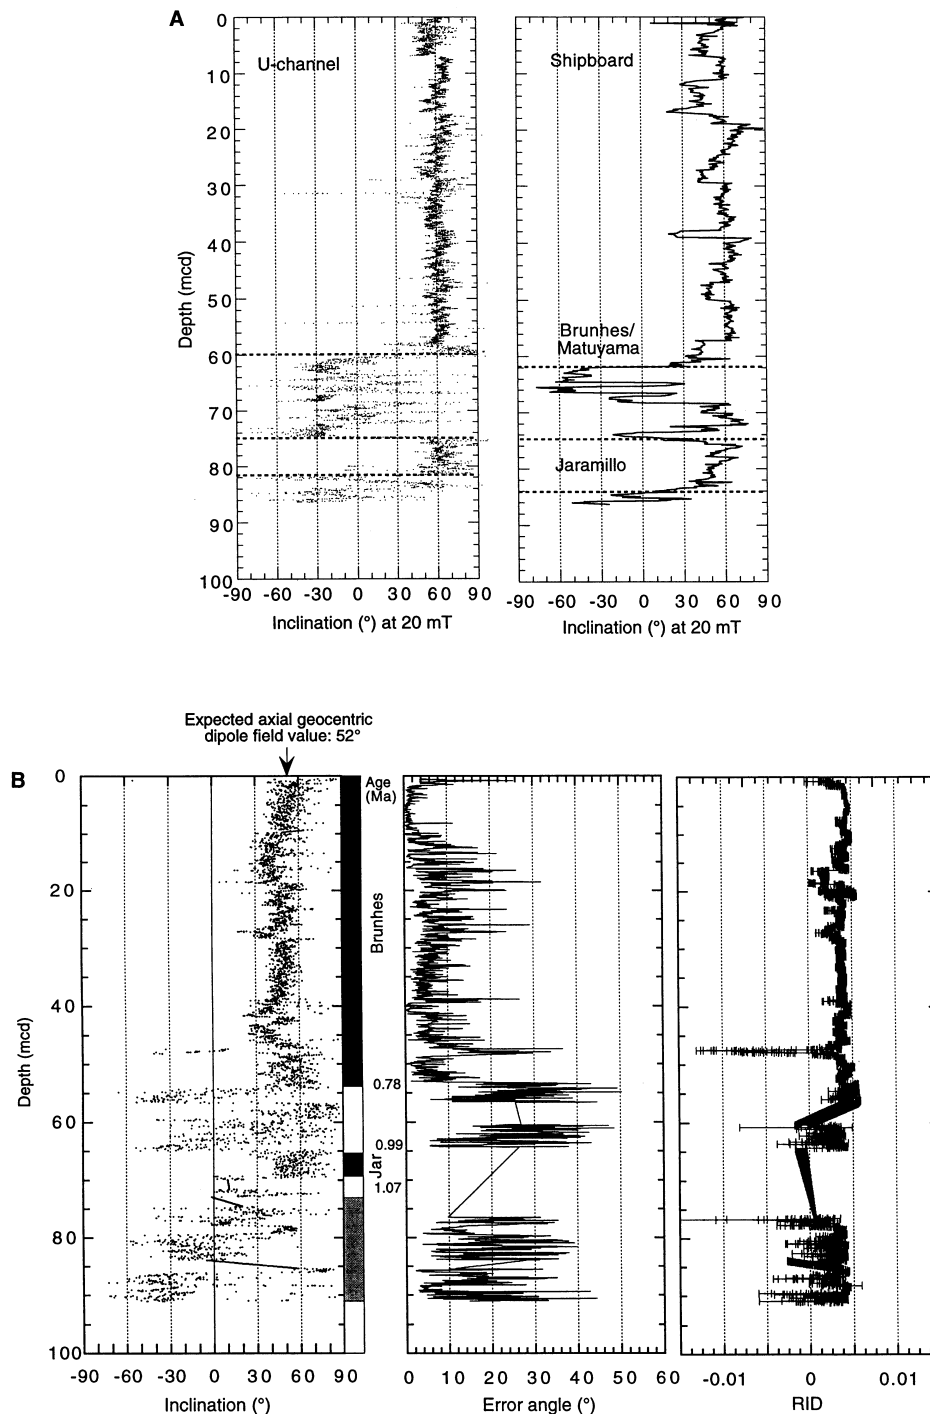 A
U-channel
Shipboard
Depth (mcd)
0
10
20
30
40
50
60
70
80
90
100
Brunhes/
Matuyama
Jaramillo
-90 -60 -30 0 30 60 90
-90 -60 -30 0 30 60 90
Inclination (°) at 20 mT
Inclination (°) at 20 mT
Expected axial geocentric
dipole field value: 52°
B
Age
(Ma)
Depth (mcd)
0
20
40
60
80
100
Brunhes
0.78
0.99
Jar
1.07
-90 -60 -30 0 30 60 90
0 10 20 30 40 50 60
-0.01 0 0.01
Inclination (°)
Error angle (°)
RID